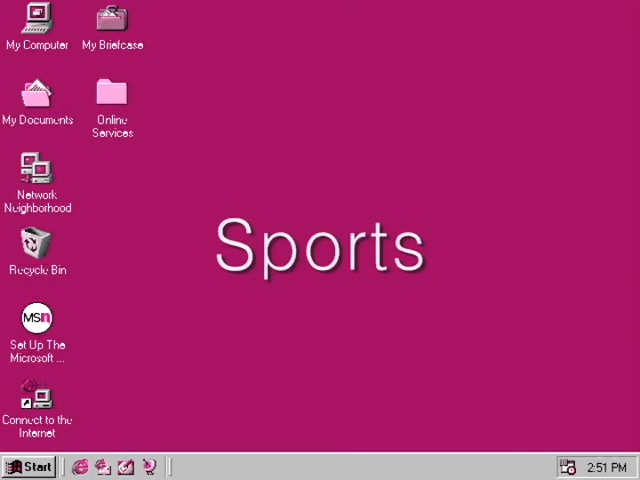 My Computer
My Briefcase
My Documents
Online
Services
Network
Neighborhood
Recycle Bin
Sports
MSn
Set Up The
Microsoft ...
Connect to the
Internet
Start
2:51 PM